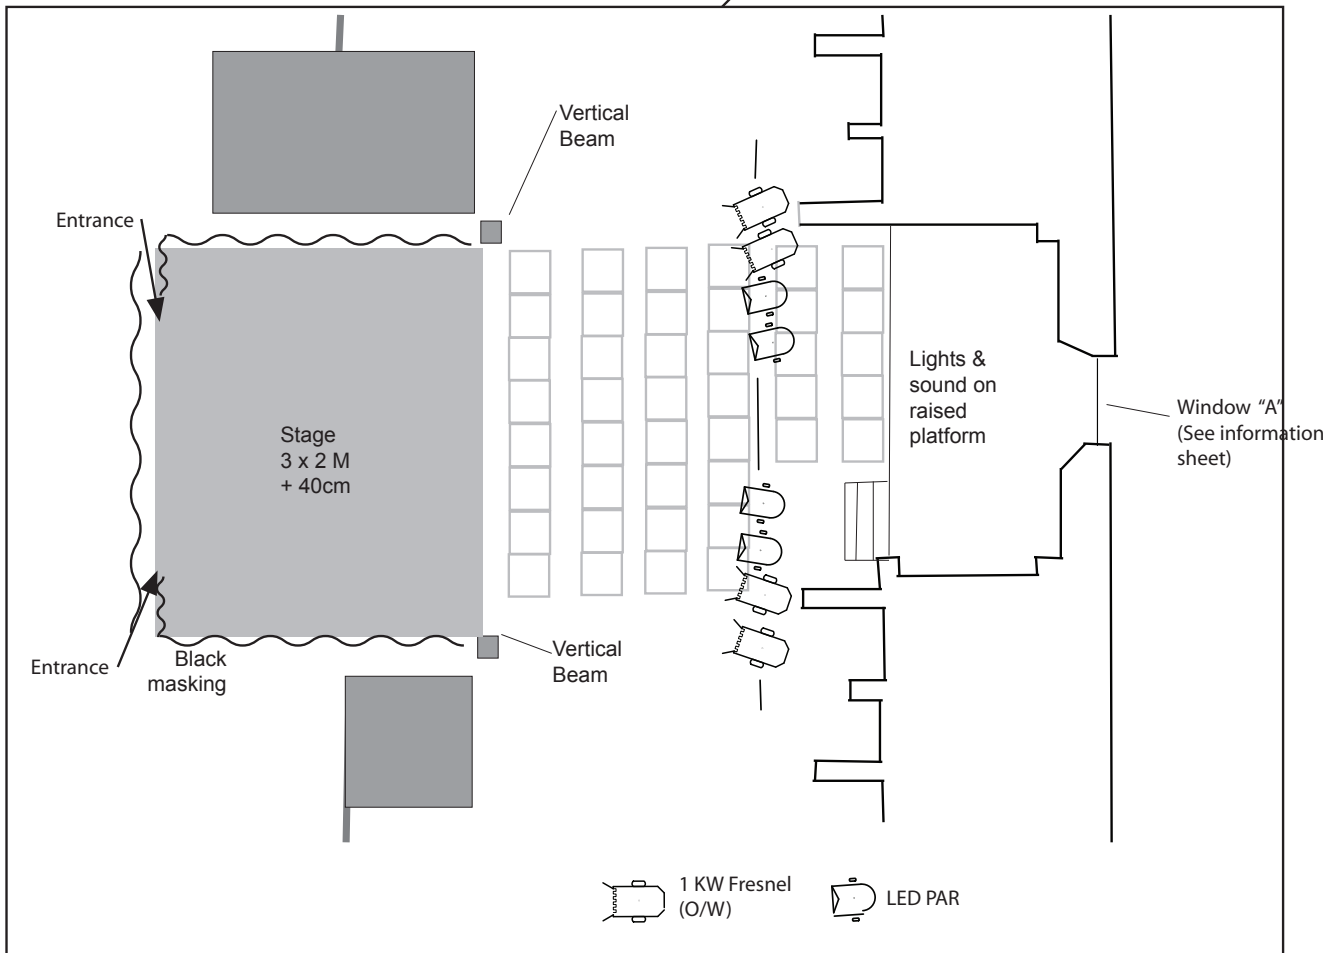 Vertical
Beam
Entrance
Lights &
sound on
raised
platform
Window "A"
(See information
sheet)
Stage
3 x 2 M
+ 40cm
Entrance
Black
masking
Vertical
Beam
1 KW Fresnel
(O/W)
LED PAR